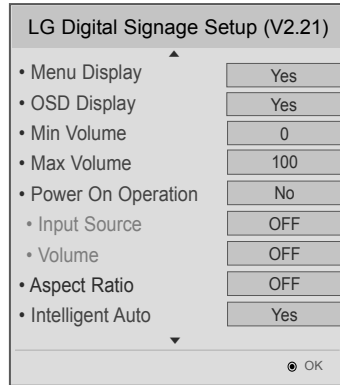 LG Digital Signage Setup (V2.21)
• Menu Display Yes
• OSD Display Yes
• Min Volume 0
• Max Volume 100
• Power On Operation No
• Input Source OFF
• Volume OFF
• Aspect Ratio OFF
• Intelligent Auto Yes
OK